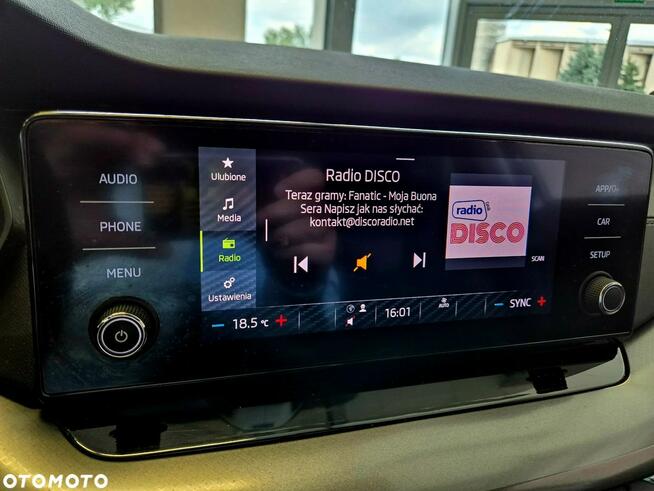 AUDIO
PHONE
MENU
Ulubione
Media
Radio
Ustawienia
Radio DISCO
Teraz gramy: Fanatic - Moja Buona
Sera Napisz jak nas słychać:
kontakt@discoradio.net
radio
DISCO
SCAN
APP/
CAR
SETUP
- 18.5 °C +
16:01
AUTO
- SYNC +
OTOMOTO